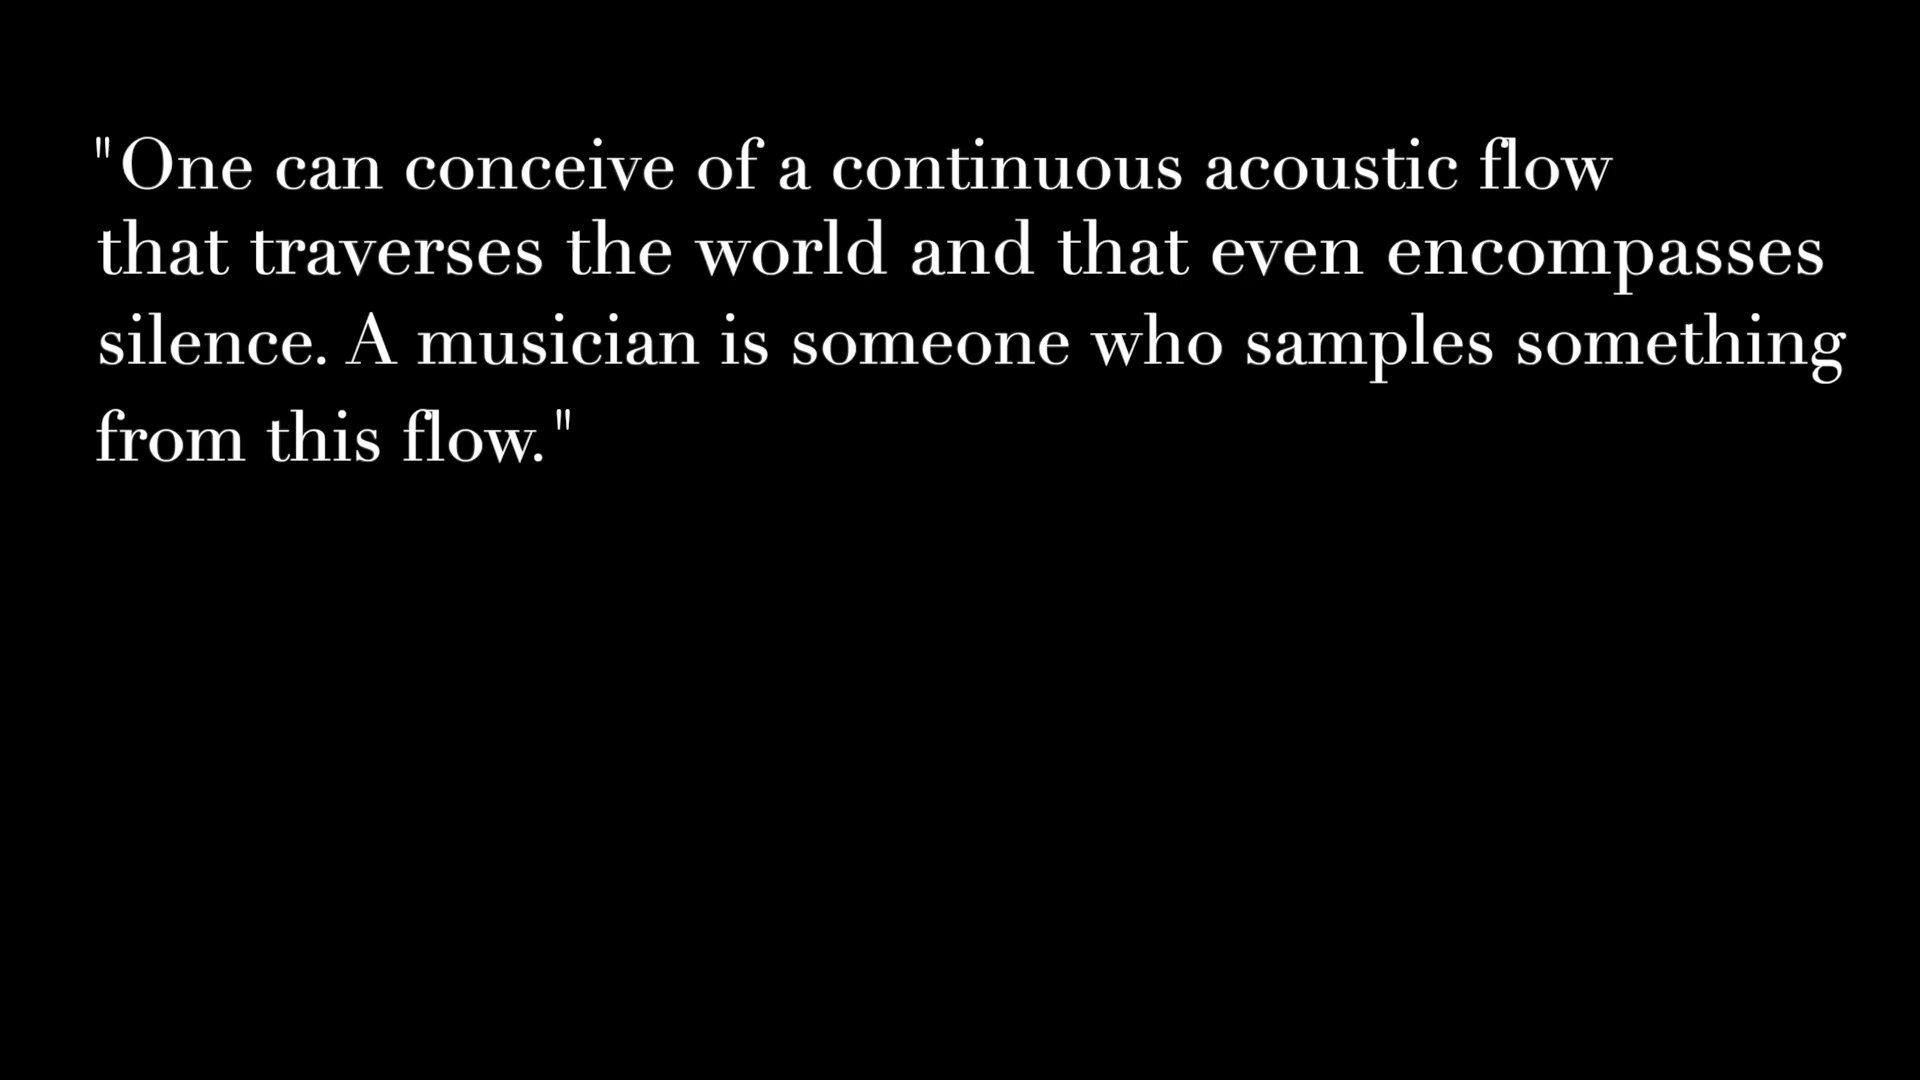 "One can conceive of a continuous acoustic flow
that traverses the world and that even encompasses
silence. A musician is someone who samples something
from this flow."